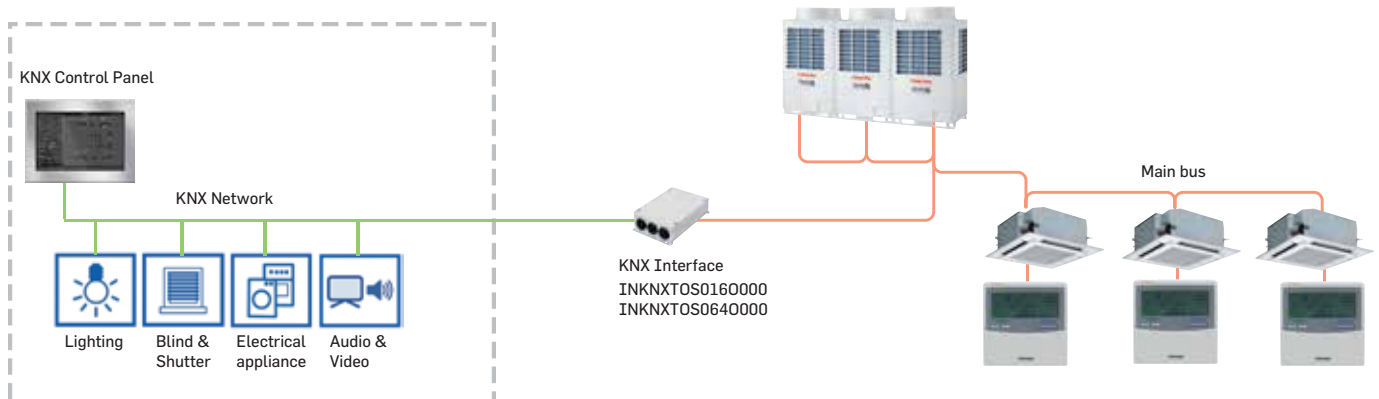 KNX Control Panel
KNX Network
Main bus
KNX Interface
INKNXTOS016O000
INKNXTOS064O000
Lighting
Blind &
Shutter
Electrical
appliance
Audio &
Video